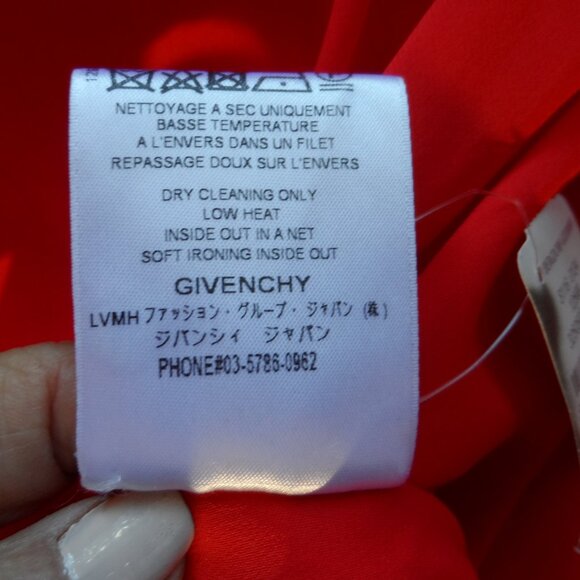 NETTOYAGE A SEC UNIQUEMENT
BASSE TEMPERATURE
A L'ENVERS DANS UN FILET
REPASSAGE DOUX SUR L'ENVERS
DRY CLEANING ONLY
LOW HEAT
INSIDE OUT IN A NET
SOFT IRONING INSIDE OUT
GIVENCHY
LVMH ファッション・グループ・ジャパン (株)
ジバンシィ ジャパン
PHONE#03-5786-0962